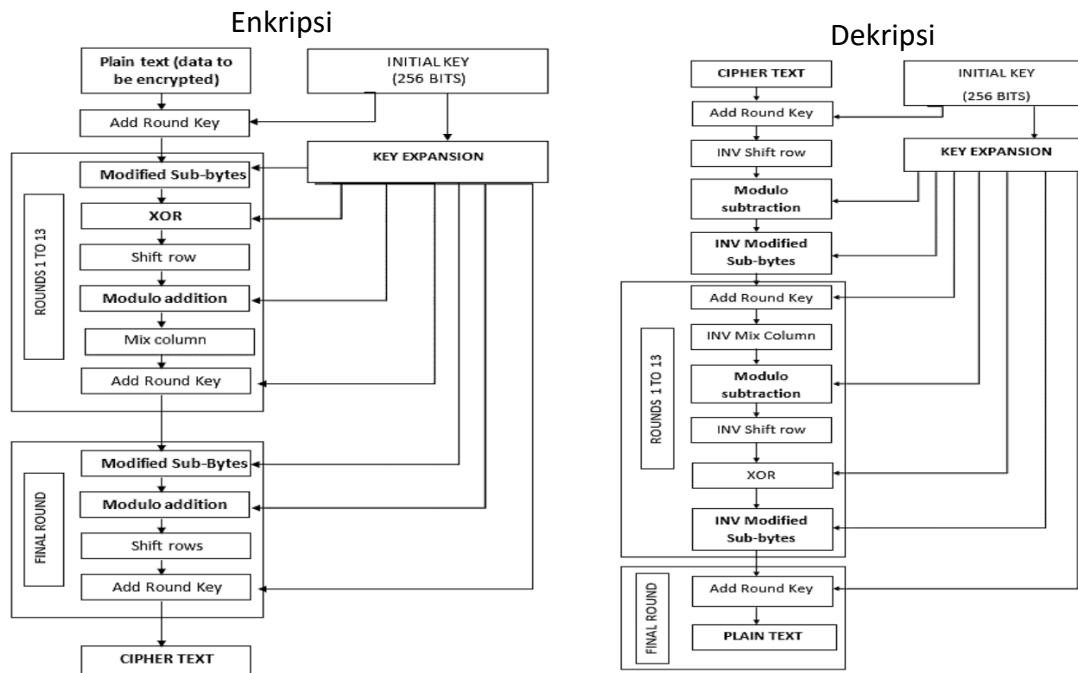 Enkripsi
Plain text (data to
be encrypted)
INITIAL KEY
(256 BITS)
Add Round Key
KEY EXPANSION
ROUNDS 1 TO 13
Modified Sub-bytes
XOR
Shift row
Modulo addition
Mix column
Add Round Key
FINAL ROUND
Modified Sub-Bytes
Modulo addition
Shift rows
Add Round Key
CIPHER TEXT
Dekripsi
CIPHER TEXT
INITIAL KEY
(256 BITS)
Add Round Key
KEY EXPANSION
INV Shift row
Modulo
subtraction
INV Modified
Sub-bytes
ROUNDS 1 TO 13
Add Round Key
INV Mix Column
Modulo
subtraction
INV Shift row
XOR
INV Modified
Sub-bytes
FINAL ROUND
Add Round Key
PLAIN TEXT